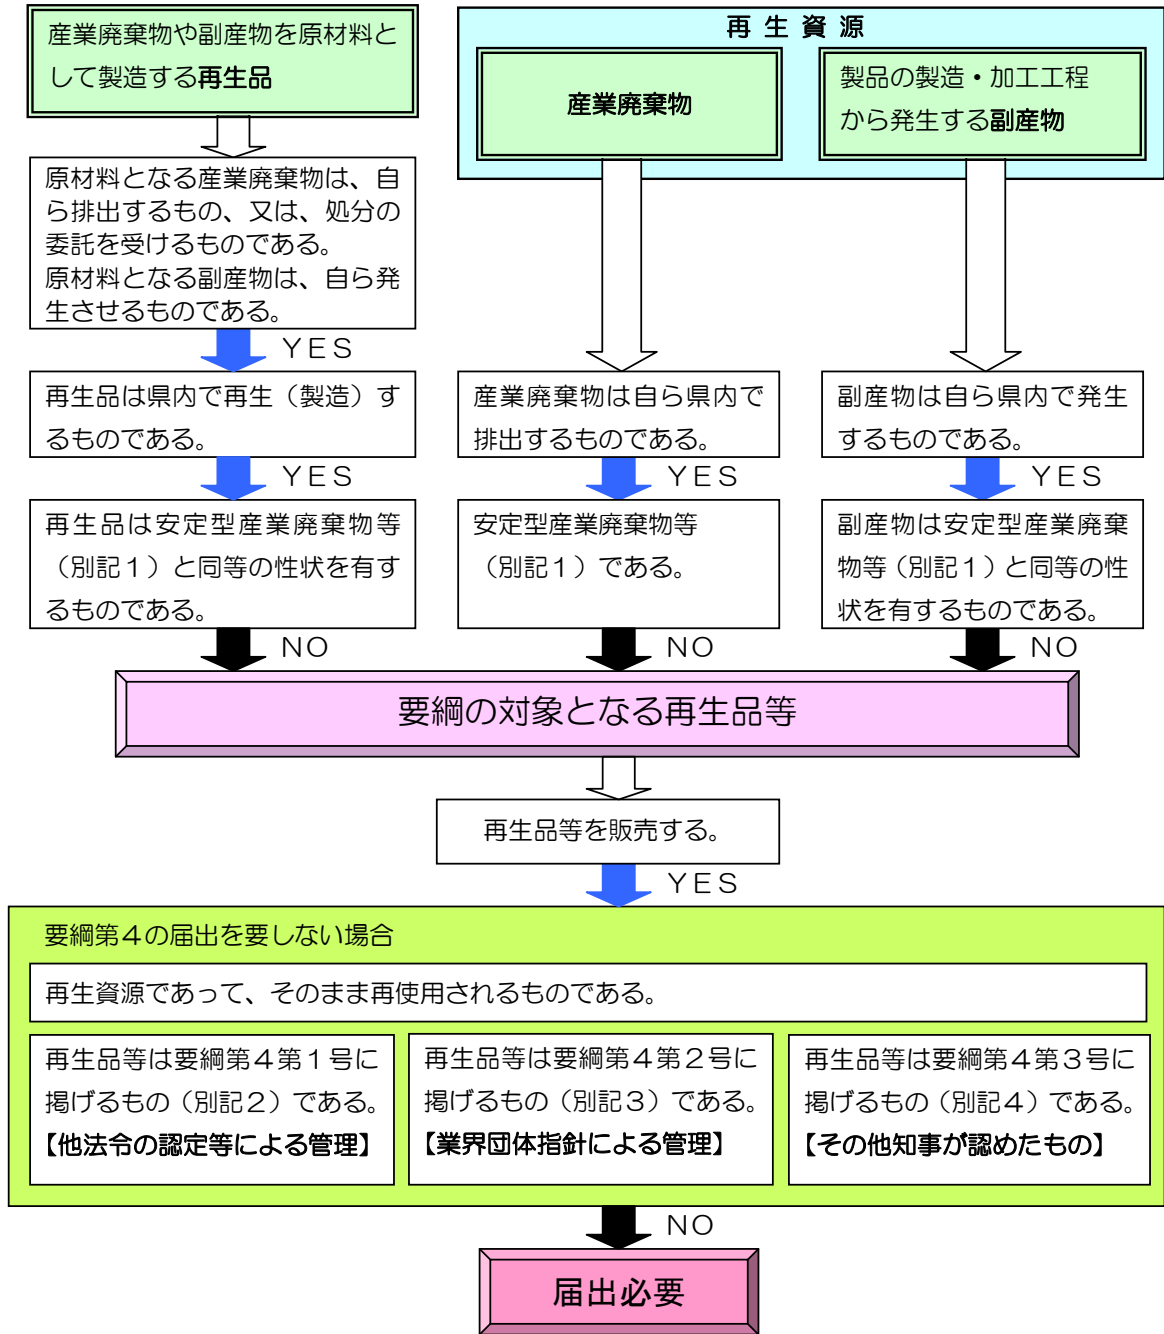 産業廃棄物や副産物を原材料と
して製造する再生品
再 生 資 源
産業廃棄物
製品の製造・加工工程
から発生する副産物
原材料となる産業廃棄物は、自
ら排出するもの、又は、処分の
委託を受けるものである。
原材料となる副産物は、自ら発
生させるものである。
ＹＥＳ
再生品は県内で再生（製造）す
るものである。
産業廃棄物は自ら県内で
排出するものである。
副産物は自ら県内で発生
するものである。
ＹＥＳ
ＹＥＳ
ＹＥＳ
再生品は安定型産業廃棄物等
（別記１）と同等の性状を有す
るものである。
安定型産業廃棄物等
（別記１）である。
副産物は安定型産業廃棄
物等（別記１）と同等の性
状を有するものである。
ＮＯ
ＮＯ
ＮＯ
要綱の対象となる再生品等
再生品等を販売する。
ＹＥＳ
要綱第４の届出を要しない場合
再生資源であって、そのまま再使用されるものである。
再生品等は要綱第４第１号に
掲げるもの（別記２）である。
【他法令の認定等による管理】
再生品等は要綱第４第２号に
掲げるもの（別記３）である。
【業界団体指針による管理】
再生品等は要綱第４第３号に
掲げるもの（別記４）である。
【その他知事が認めたもの】
ＮＯ
届出必要